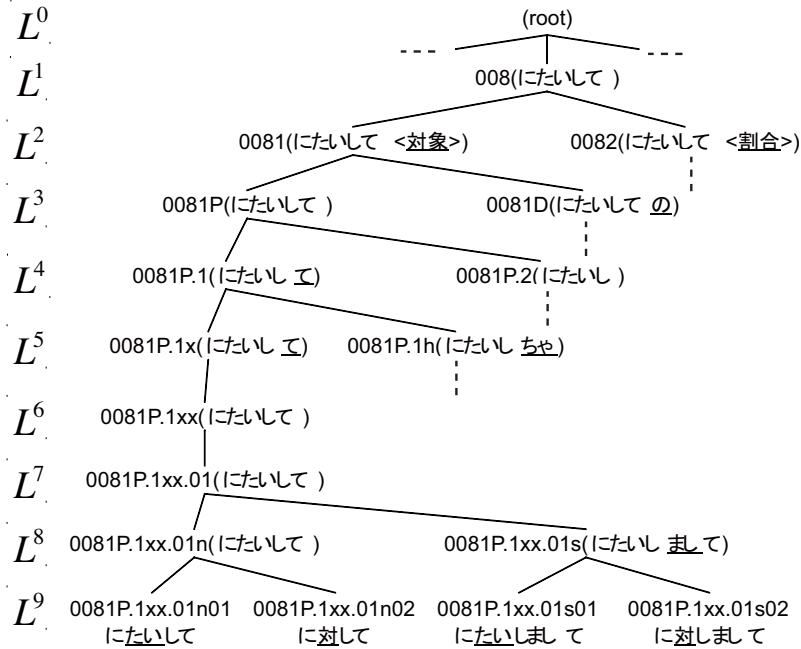 L0 (root)
L1 008(にたいして )
L2 0081(にたいして <対象>) 0082(にたいして <割合>)
L3 0081P(にたいして ) 0081D(にたいして の)
L4 0081P.1(にたいし て) 0081P.2(にたいし )
L5 0081P.1x(にたいし て) 0081P.1h(にたいし ちゃ)
L6 0081P.1xx(にたいして )
L7 0081P.1xx.01(にたいして )
L8 0081P.1xx.01n(にたいして ) 0081P.1xx.01s(にたいし まして)
L9 0081P.1xx.01n01 0081P.1xx.01n02 0081P.1xx.01s01 0081P.1xx.01s02
にたいして に対して にたいしまし て に対しまし て